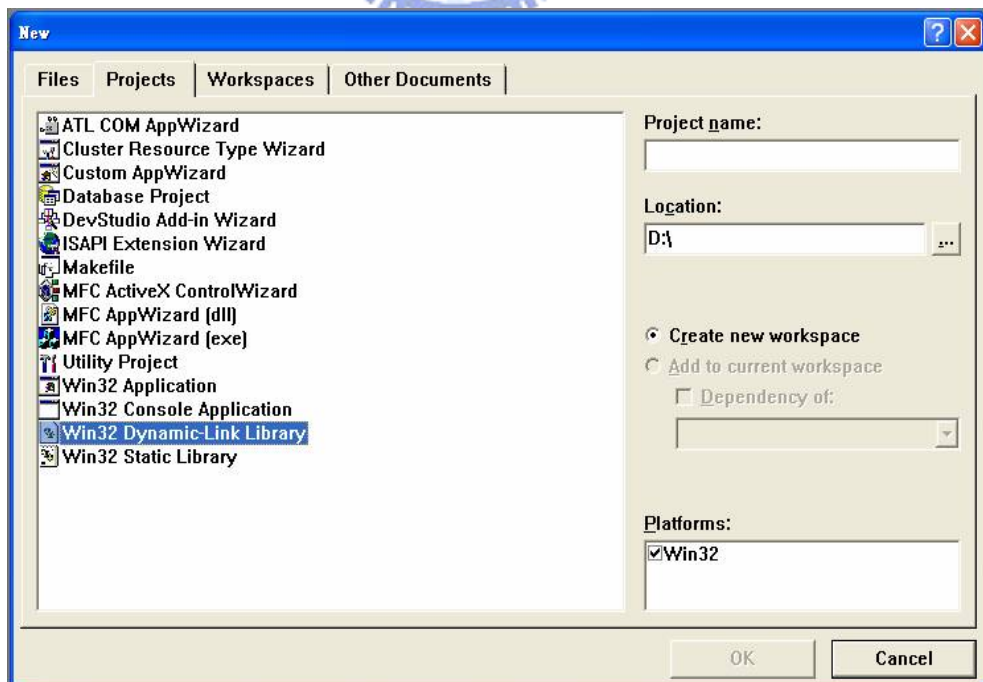 New
Files
Projects
Workspaces
Other Documents
ATL COM AppWizard
Cluster Resource Type Wizard
Custom AppWizard
Database Project
DevStudio Add-in Wizard
ISAPI Extension Wizard
Makefile
MFC ActiveX ControlWizard
MFC AppWizard (dll)
MFC AppWizard (exe)
Utility Project
Win32 Application
Win32 Console Application
Win32 Dynamic-Link Library
Win32 Static Library
Project name:
Location:
D:\
...
Create new workspace
Add to current workspace
Dependency of:
Platforms:
Win32
OK
Cancel